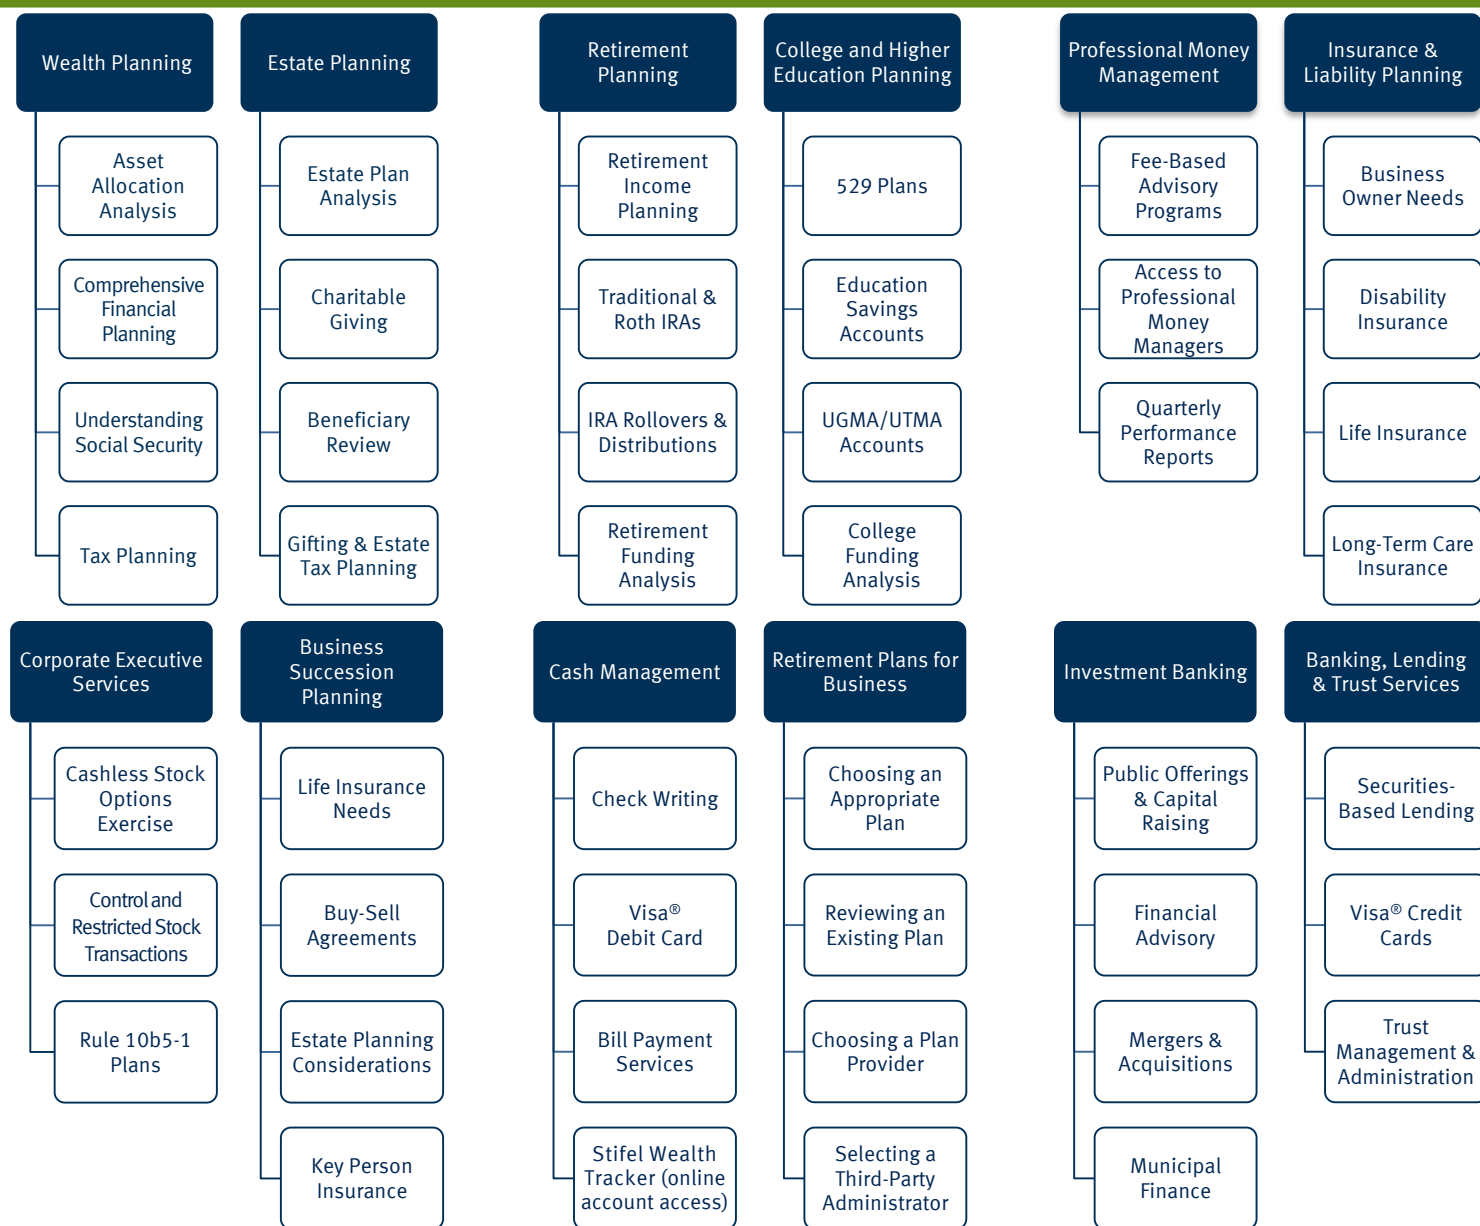 Wealth Planning
Asset
Allocation
Analysis
Comprehensive
Financial
Planning
Understanding
Social Security
Tax Planning
Estate Planning
Estate Plan
Analysis
Charitable
Giving
Beneficiary
Review
Gifting & Estate
Tax Planning
Retirement
Planning
Retirement
Income
Planning
Traditional &
Roth IRAs
IRA Rollovers &
Distributions
Retirement
Funding
Analysis
College and Higher
Education Planning
529 Plans
Education
Savings
Accounts
UGMA/UTMA
Accounts
College
Funding
Analysis
Professional Money
Management
Fee-Based
Advisory
Programs
Access to
Professional
Money
Managers
Quarterly
Performance
Reports
Insurance &
Liability Planning
Business
Owner Needs
Disability
Insurance
Life Insurance
Long-Term Care
Insurance
Corporate Executive
Services
Cashless Stock
Options
Exercise
Control and
Restricted Stock
Transactions
Rule 10b5-1
Plans
Business
Succession
Planning
Life Insurance
Needs
Buy-Sell
Agreements
Estate Planning
Considerations
Key Person
Insurance
Cash Management
Check Writing
Visa®
Debit Card
Bill Payment
Services
Stifel Wealth
Tracker (online
account access)
Retirement Plans for
Business
Choosing an
Appropriate
Plan
Reviewing an
Existing Plan
Choosing a Plan
Provider
Selecting a
Third-Party
Administrator
Investment Banking
Public Offerings
& Capital
Raising
Financial
Advisory
Mergers &
Acquisitions
Municipal
Finance
Banking, Lending
& Trust Services
Securities-
Based Lending
Visa® Credit
Cards
Trust
Management &
Administration